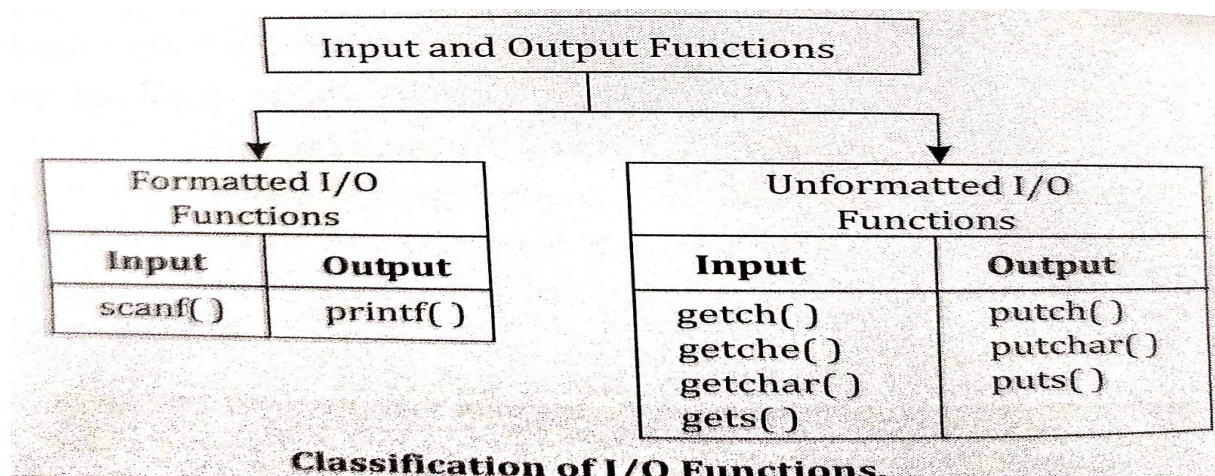 Input and Output Functions
Formatted I/O
Functions
Input Output
scanf( ) printf( )
Unformatted I/O
Functions
Input Output
getch( ) putch( )
getche( ) putchar( )
getchar( ) puts( )
gets( )
Classification of I/O Functions.